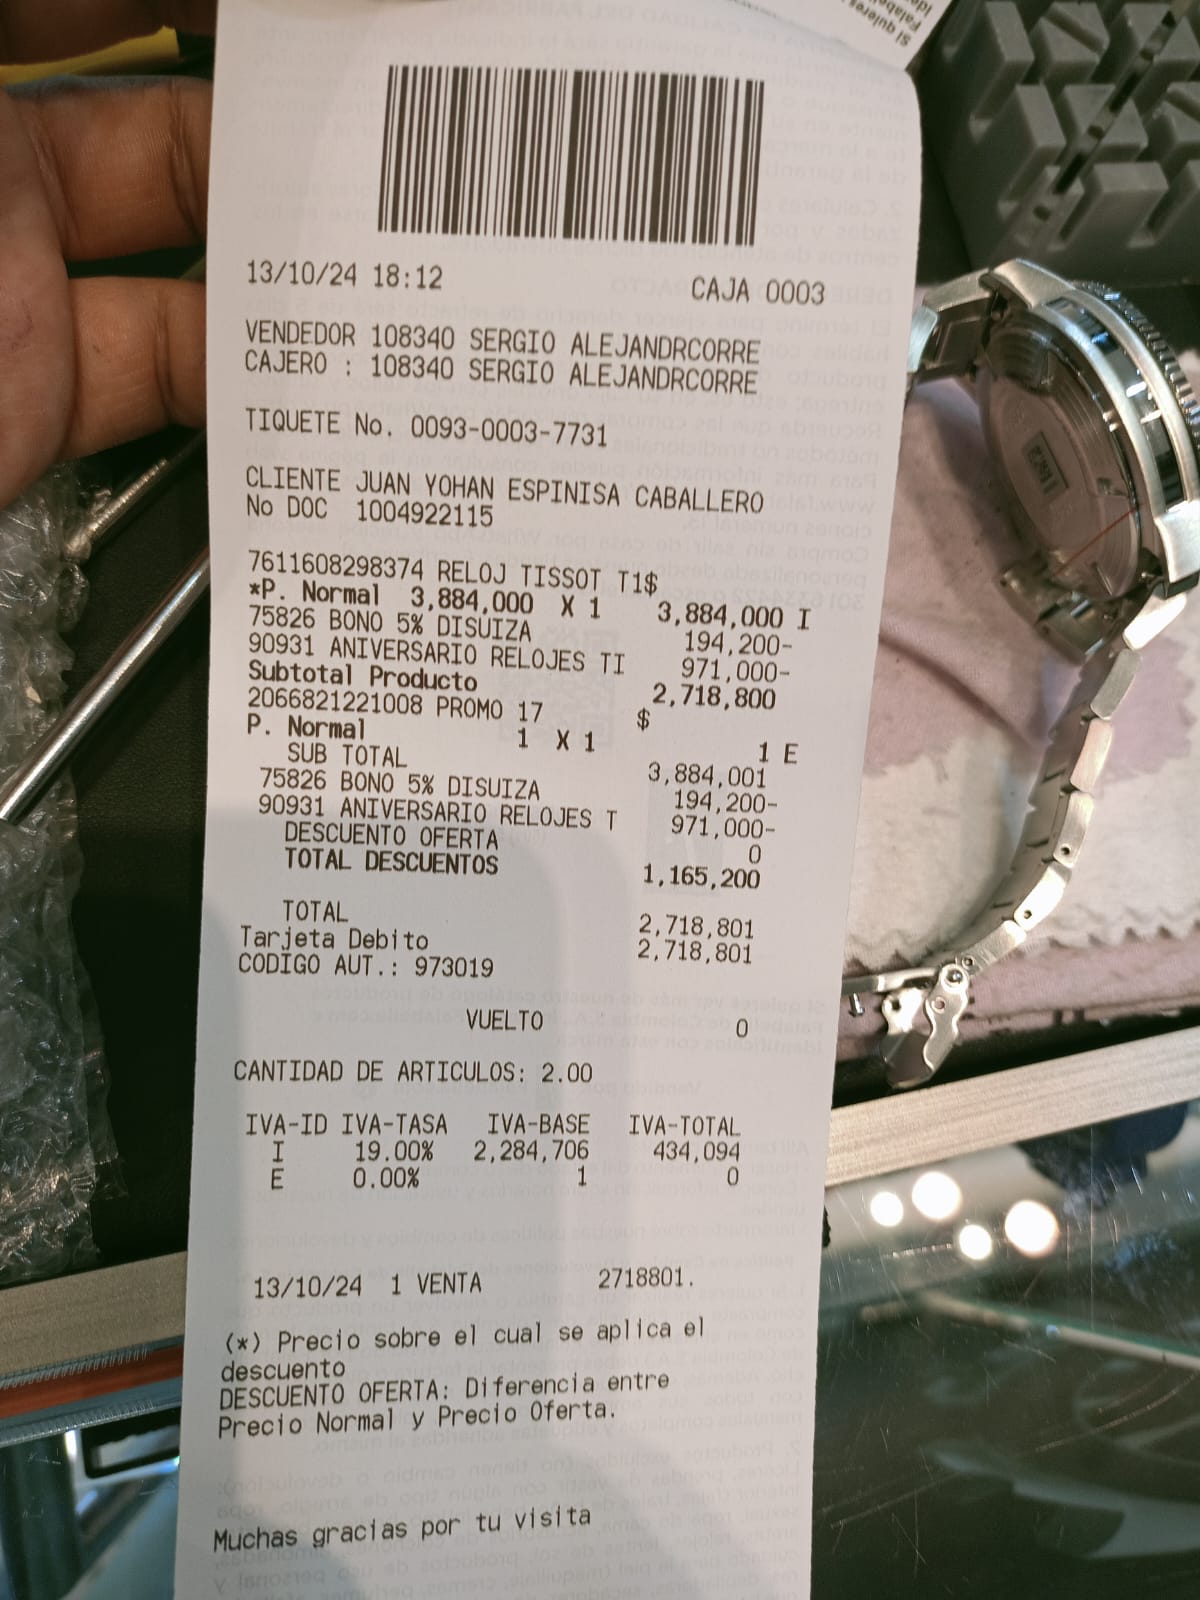 Si quieres
Falabe
Ide
13/10/24 18:12 CAJA 0003
VENDEDOR 108340 SERGIO ALEJANDRCORRE
CAJERO : 108340 SERGIO ALEJANDRCORRE
TIQUETE No. 0093-0003-7731
CLIENTE JUAN YOHAN ESPINISA CABALLERO
No DOC 1004922115
7611608298374 RELOJ TISSOT T1$
*P. Normal 3,884,000 X 1 3,884,000 I
75826 BONO 5% DISUIZA 194,200-
90931 ANIVERSARIO RELOJES TI 971,000-
Subtotal Producto 2,718,800
2066821221008 PROMO 17 $
P. Normal 1 X 1 1 E
SUB TOTAL 3,884,001
75826 BONO 5% DISUIZA 194,200-
90931 ANIVERSARIO RELOJES T 971,000-
DESCUENTO OFERTA 0
TOTAL DESCUENTOS 1,165,200
TOTAL 2,718,801
Tarjeta Debito 2,718,801
CODIGO AUT.: 973019
VUELTO 0
CANTIDAD DE ARTICULOS: 2.00
IVA-ID IVA-TASA IVA-BASE IVA-TOTAL
I 19.00% 2,284,706 434,094
E 0.00% 1 0
13/10/24 1 VENTA 2718801.
(*) Precio sobre el cual se aplica el
descuento
DESCUENTO OFERTA: Diferencia entre
Precio Normal y Precio Oferta.
Muchas gracias por tu visita